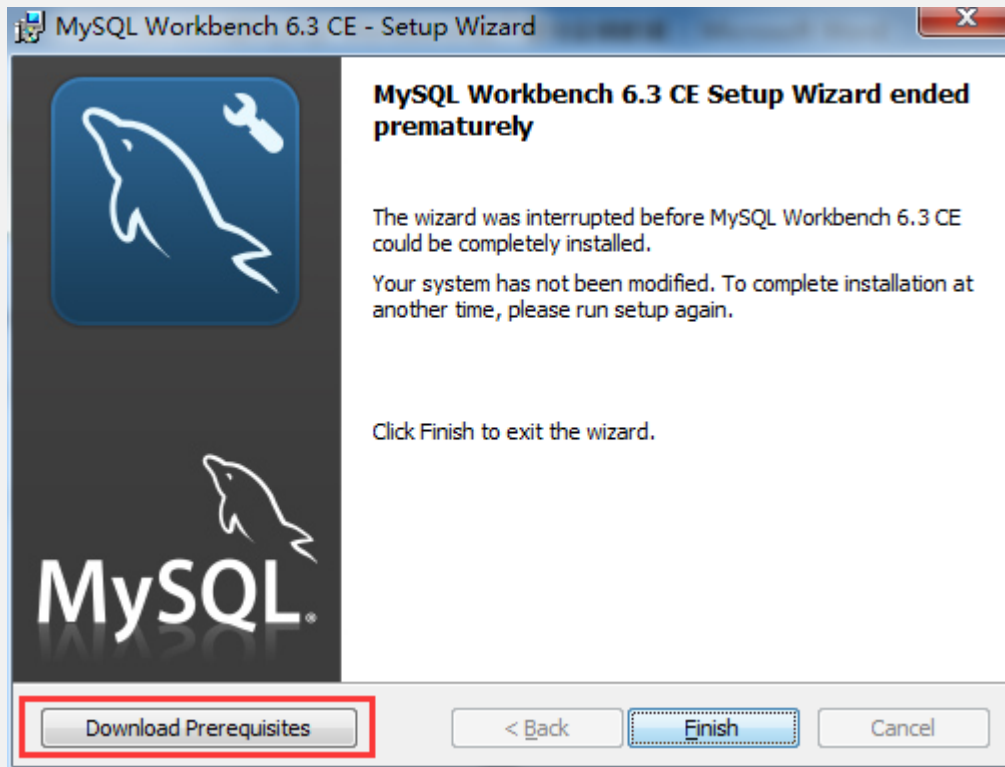 MySQL Workbench 6.3 CE - Setup Wizard
MySQL Workbench 6.3 CE Setup Wizard ended
prematurely
The wizard was interrupted before MySQL Workbench 6.3 CE
could be completely installed.
Your system has not been modified. To complete installation at
another time, please run setup again.
Click Finish to exit the wizard.
MySQL®
Download Prerequisites
< Back
Finish
Cancel